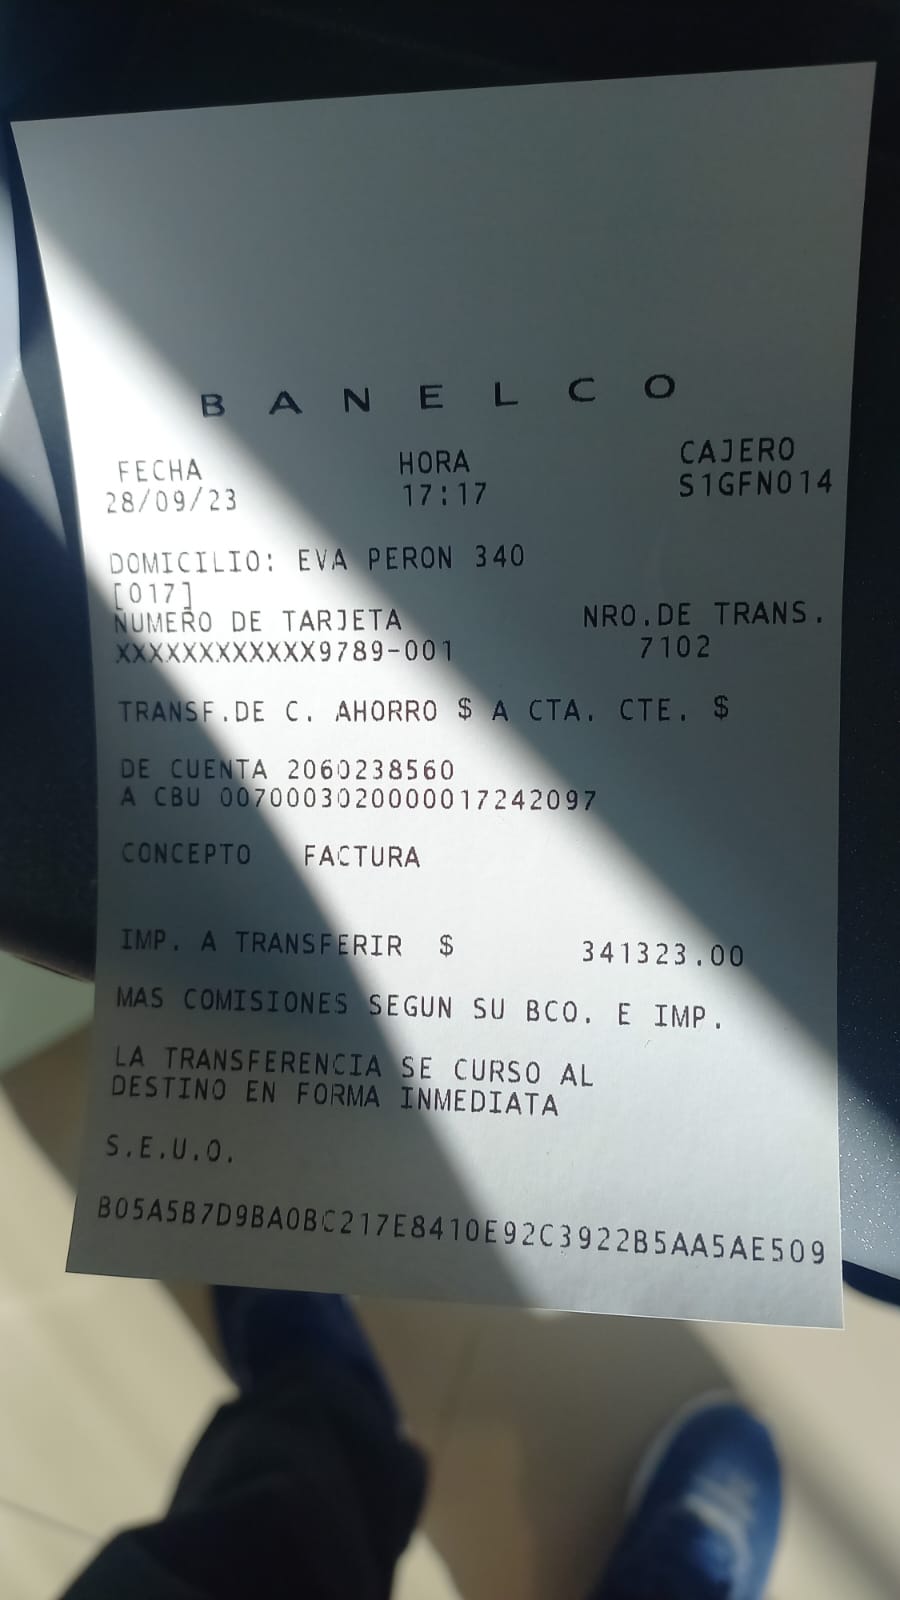 B A N E L C O
FECHA HORA CAJERO
28/09/23 17:17 S1GFN014
DOMICILIO: EVA PERON 340
[017]
NUMERO DE TARJETA NRO.DE TRANS.
XXXXXXXXXXXX9789-001 7102
TRANSF.DE C. AHORRO $ A CTA. CTE. $
DE CUENTA 2060238560
A CBU 0070003020000017242097
CONCEPTO FACTURA
IMP. A TRANSFERIR $ 341323.00
MAS COMISIONES SEGUN SU BCO. E IMP.
LA TRANSFERENCIA SE CURSO AL
DESTINO EN FORMA INMEDIATA
S.E.U.O.
B05A5B7D9BA0BC217E8410E92C3922B5AA5AE509